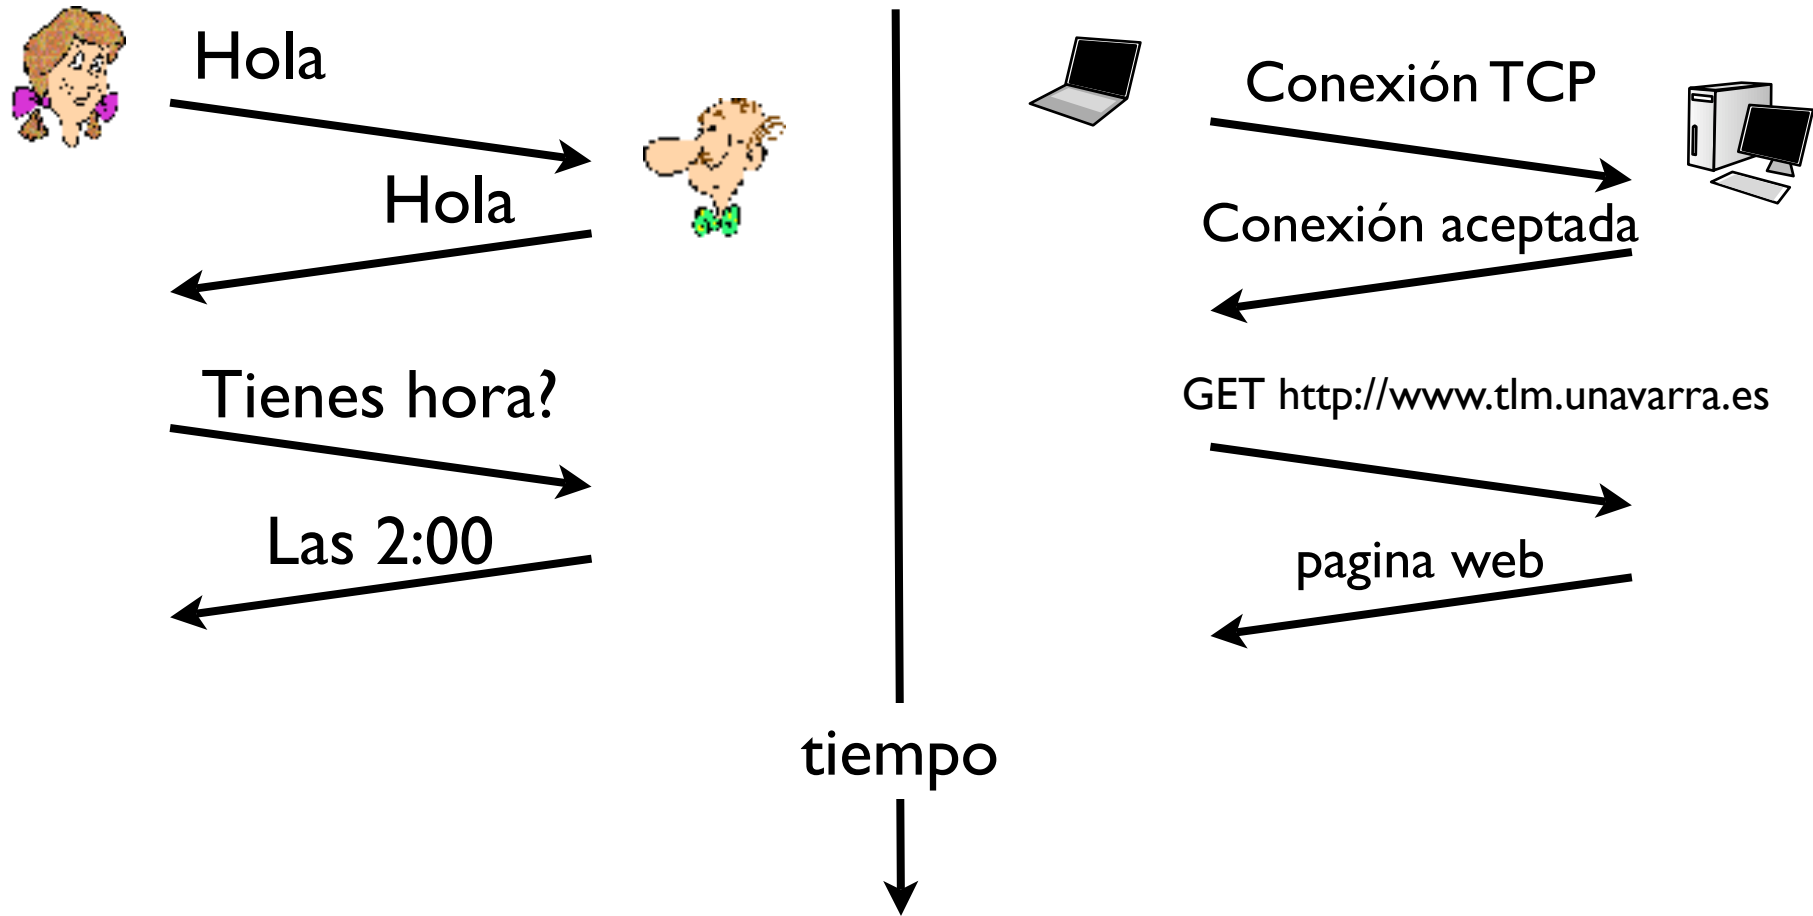 Hola
Hola
Tienes hora?
Las 2:00
Conexión TCP
Conexión aceptada
GET http://www.tlm.unavarra.es
pagina web
tiempo